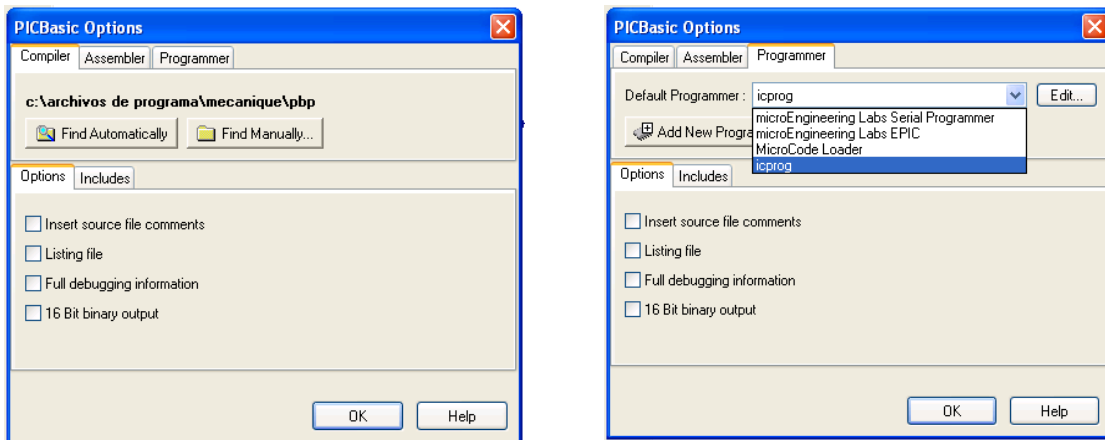 PICBasic Options
Compiler Assembler Programmer
c:\archivos de programa\mecanique\pbp
Find Automatically Find Manually...
Options Includes
Insert source file comments
Listing file
Full debugging information
16 Bit binary output
OK Help
PICBasic Options
Compiler Assembler Programmer
Default Programmer : icprog Edit...
microEngineering Labs Serial Programmer
Add New Progra microEngineering Labs EPIC
MicroCode Loader
icprog
Options Includes
Insert source file comments
Listing file
Full debugging information
16 Bit binary output
OK Help